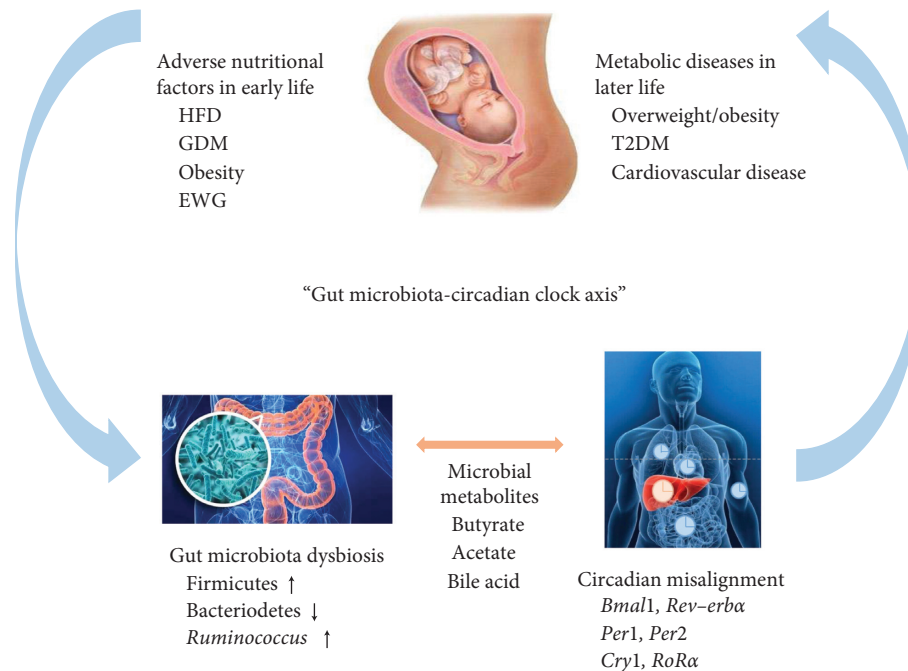 Adverse nutritional
factors in early life
HFD
GDM
Obesity
EWG
Metabolic diseases in
later life
Overweight/obesity
T2DM
Cardiovascular disease
“Gut microbiota-circadian clock axis”
Gut microbiota dysbiosis
Firmicutes ↑
Bacteriodetes ↓
Ruminococcus ↑
Microbial
metabolites
Butyrate
Acetate
Bile acid
Circadian misalignment
Bmal1, Rev–erbα
Per1, Per2
Cry1, RoRα